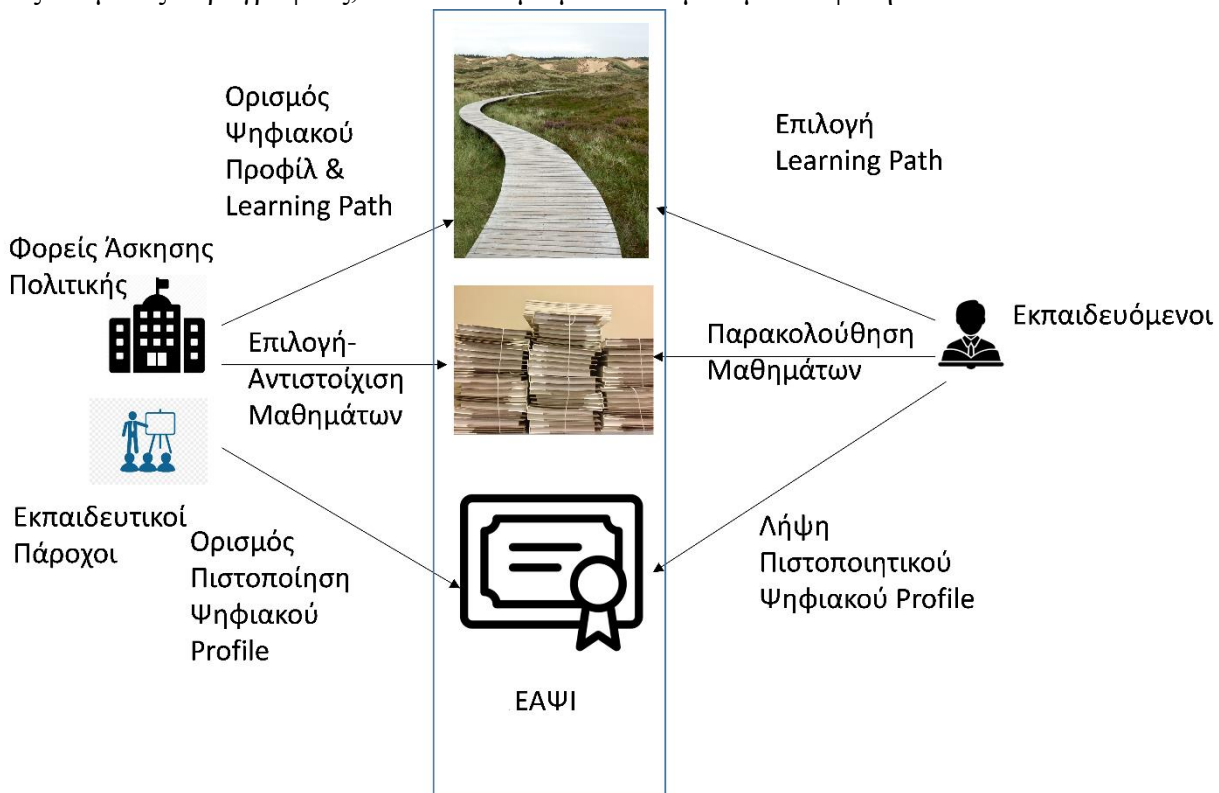 Ορισμός
Ψηφιακού
Προφίλ &
Learning Path
Επιλογή
Learning Path
Φορείς Άσκησης
Πολιτικής
Επιλογή-
Αντιστοίχιση
Μαθημάτων
Παρακολούθηση
Μαθημάτων
Εκπαιδευόμενοι
Εκπαιδευτικοί
Πάροχοι
Ορισμός
Πιστοποίηση
Ψηφιακού
Profile
Λήψη
Πιστοποιητικού
Ψηφιακού Profile
ΕΑΨΙ